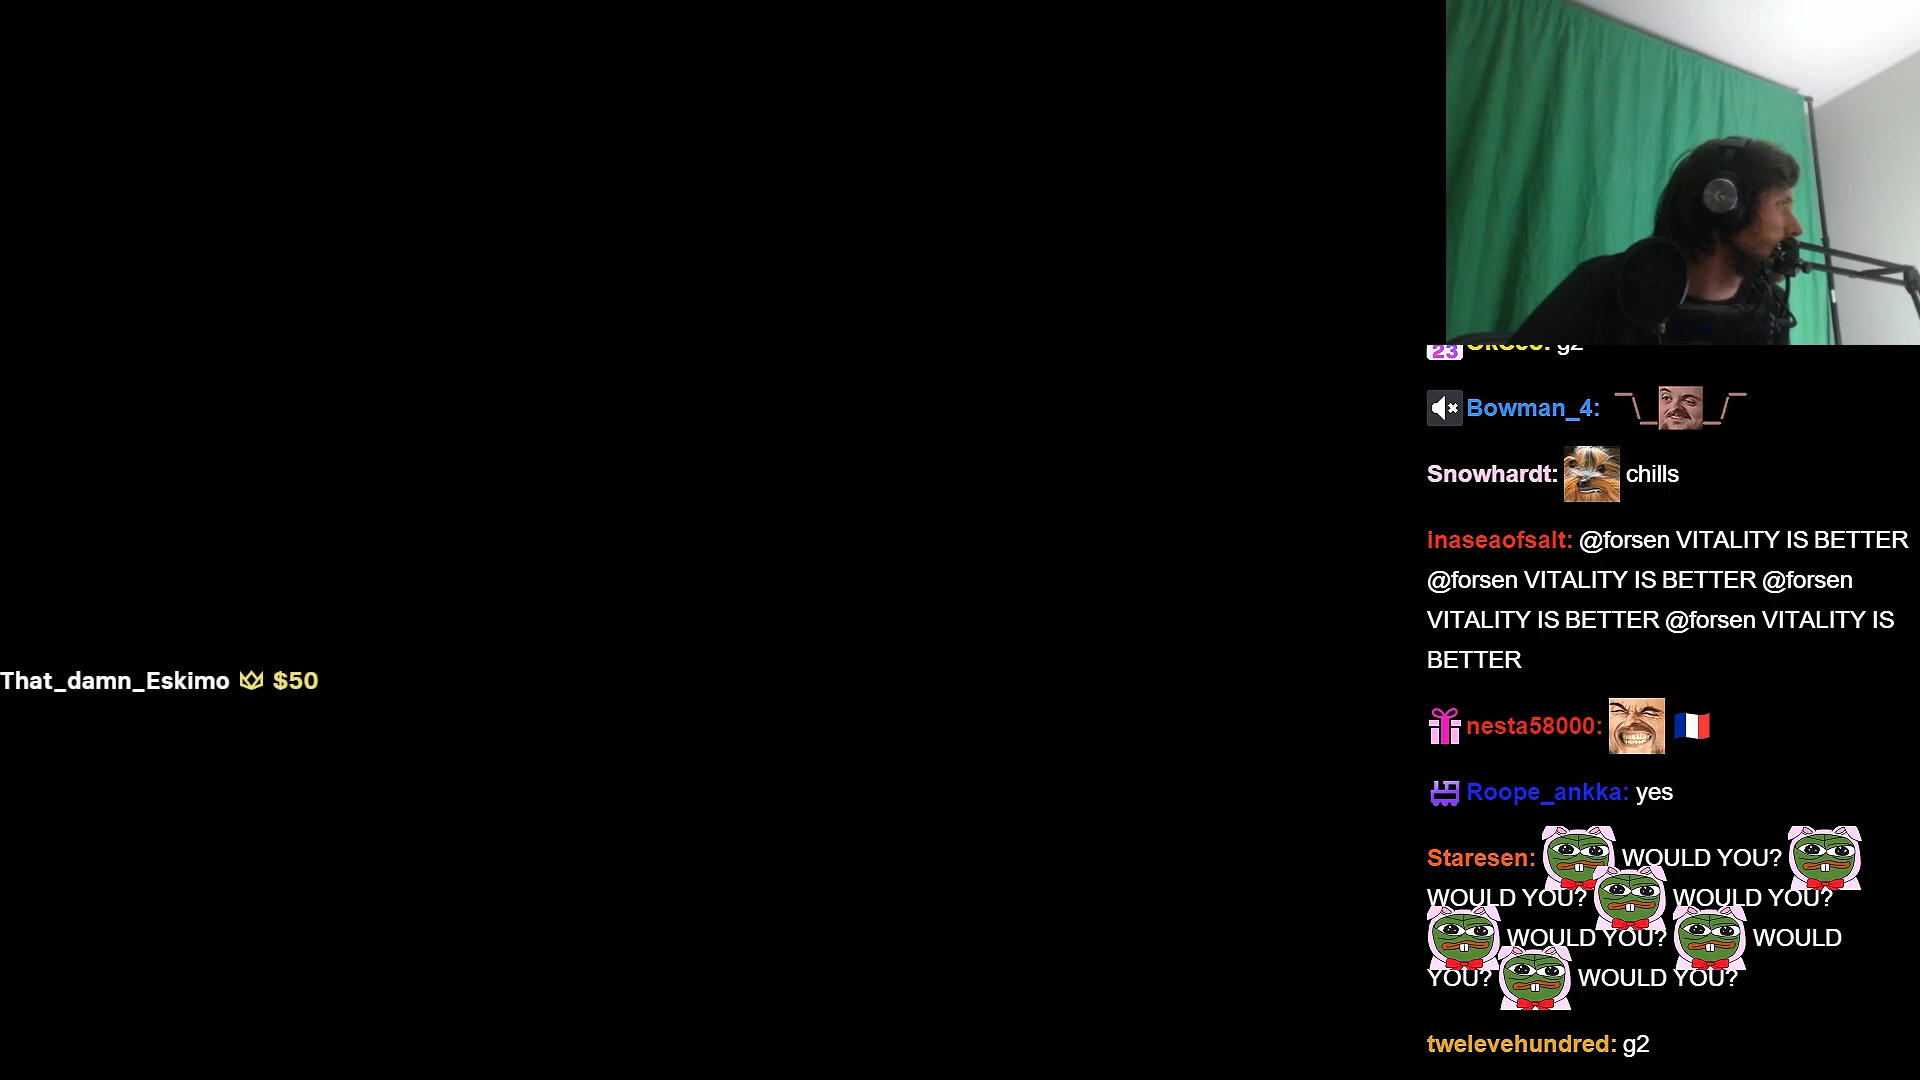 g2
Bowman_4:
Snowhardt: chills
inaseaofsalt: @forsen VITALITY IS BETTER
@forsen VITALITY IS BETTER @forsen
VITALITY IS BETTER @forsen VITALITY IS
BETTER
That_damn_Eskimo $50
nesta58000:
Roope_ankka: yes
Staresen: WOULD YOU?
WOULD YOU? WOULD YOU?
WOULD YOU? WOULD
YOU? WOULD YOU?
twelevehundred: g2